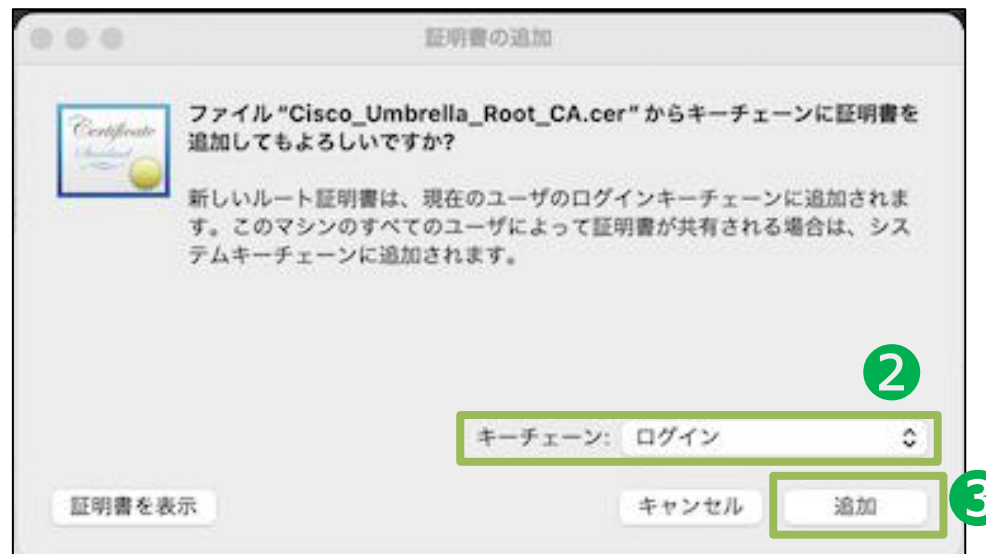 証明書の追加
Certificate
ファイル “Cisco_Umbrella_Root_CA.cer” からキーチェーンに証明書を
追加してもよろしいですか?
新しいルート証明書は、現在のユーザのログインキーチェーンに追加されま
す。このマシンのすべてのユーザによって証明書が共有される場合は、シス
テムキーチェーンに追加されます。
2
キーチェーン: ログイン
証明書を表示 キャンセル 追加 3